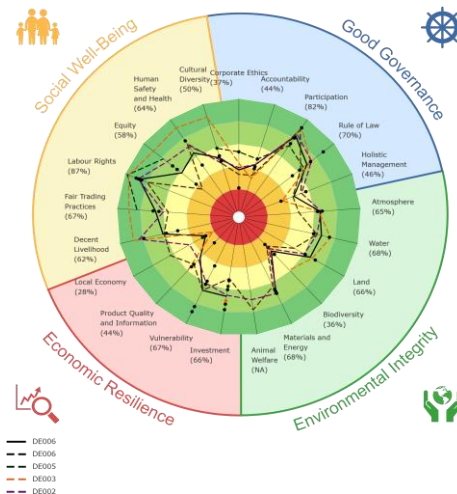 Social Well-Being
Good Governance
Cultural
Diversity
(50%)
Corporate Ethics
(37%)
Accountability
(44%)
Human
Safety
and Health
(64%)
Participation
(82%)
Equity
(58%)
Rule of Law
(70%)
Labour Rights
(87%)
Holistic
Management
(46%)
Fair Trading
Practices
(67%)
Atmosphere
(65%)
Decent
Livelihood
(62%)
Water
(68%)
Local Economy
(28%)
Land
(66%)
Product Quality
and Information
(44%)
Biodiversity
(36%)
Vulnerability
(67%)
Investment
(66%)
Animal
Welfare
(NA)
Materials and
Energy
(68%)
Economic Resilience
Environmental Integrity
DE006
DE006
DE005
DE003
DE002